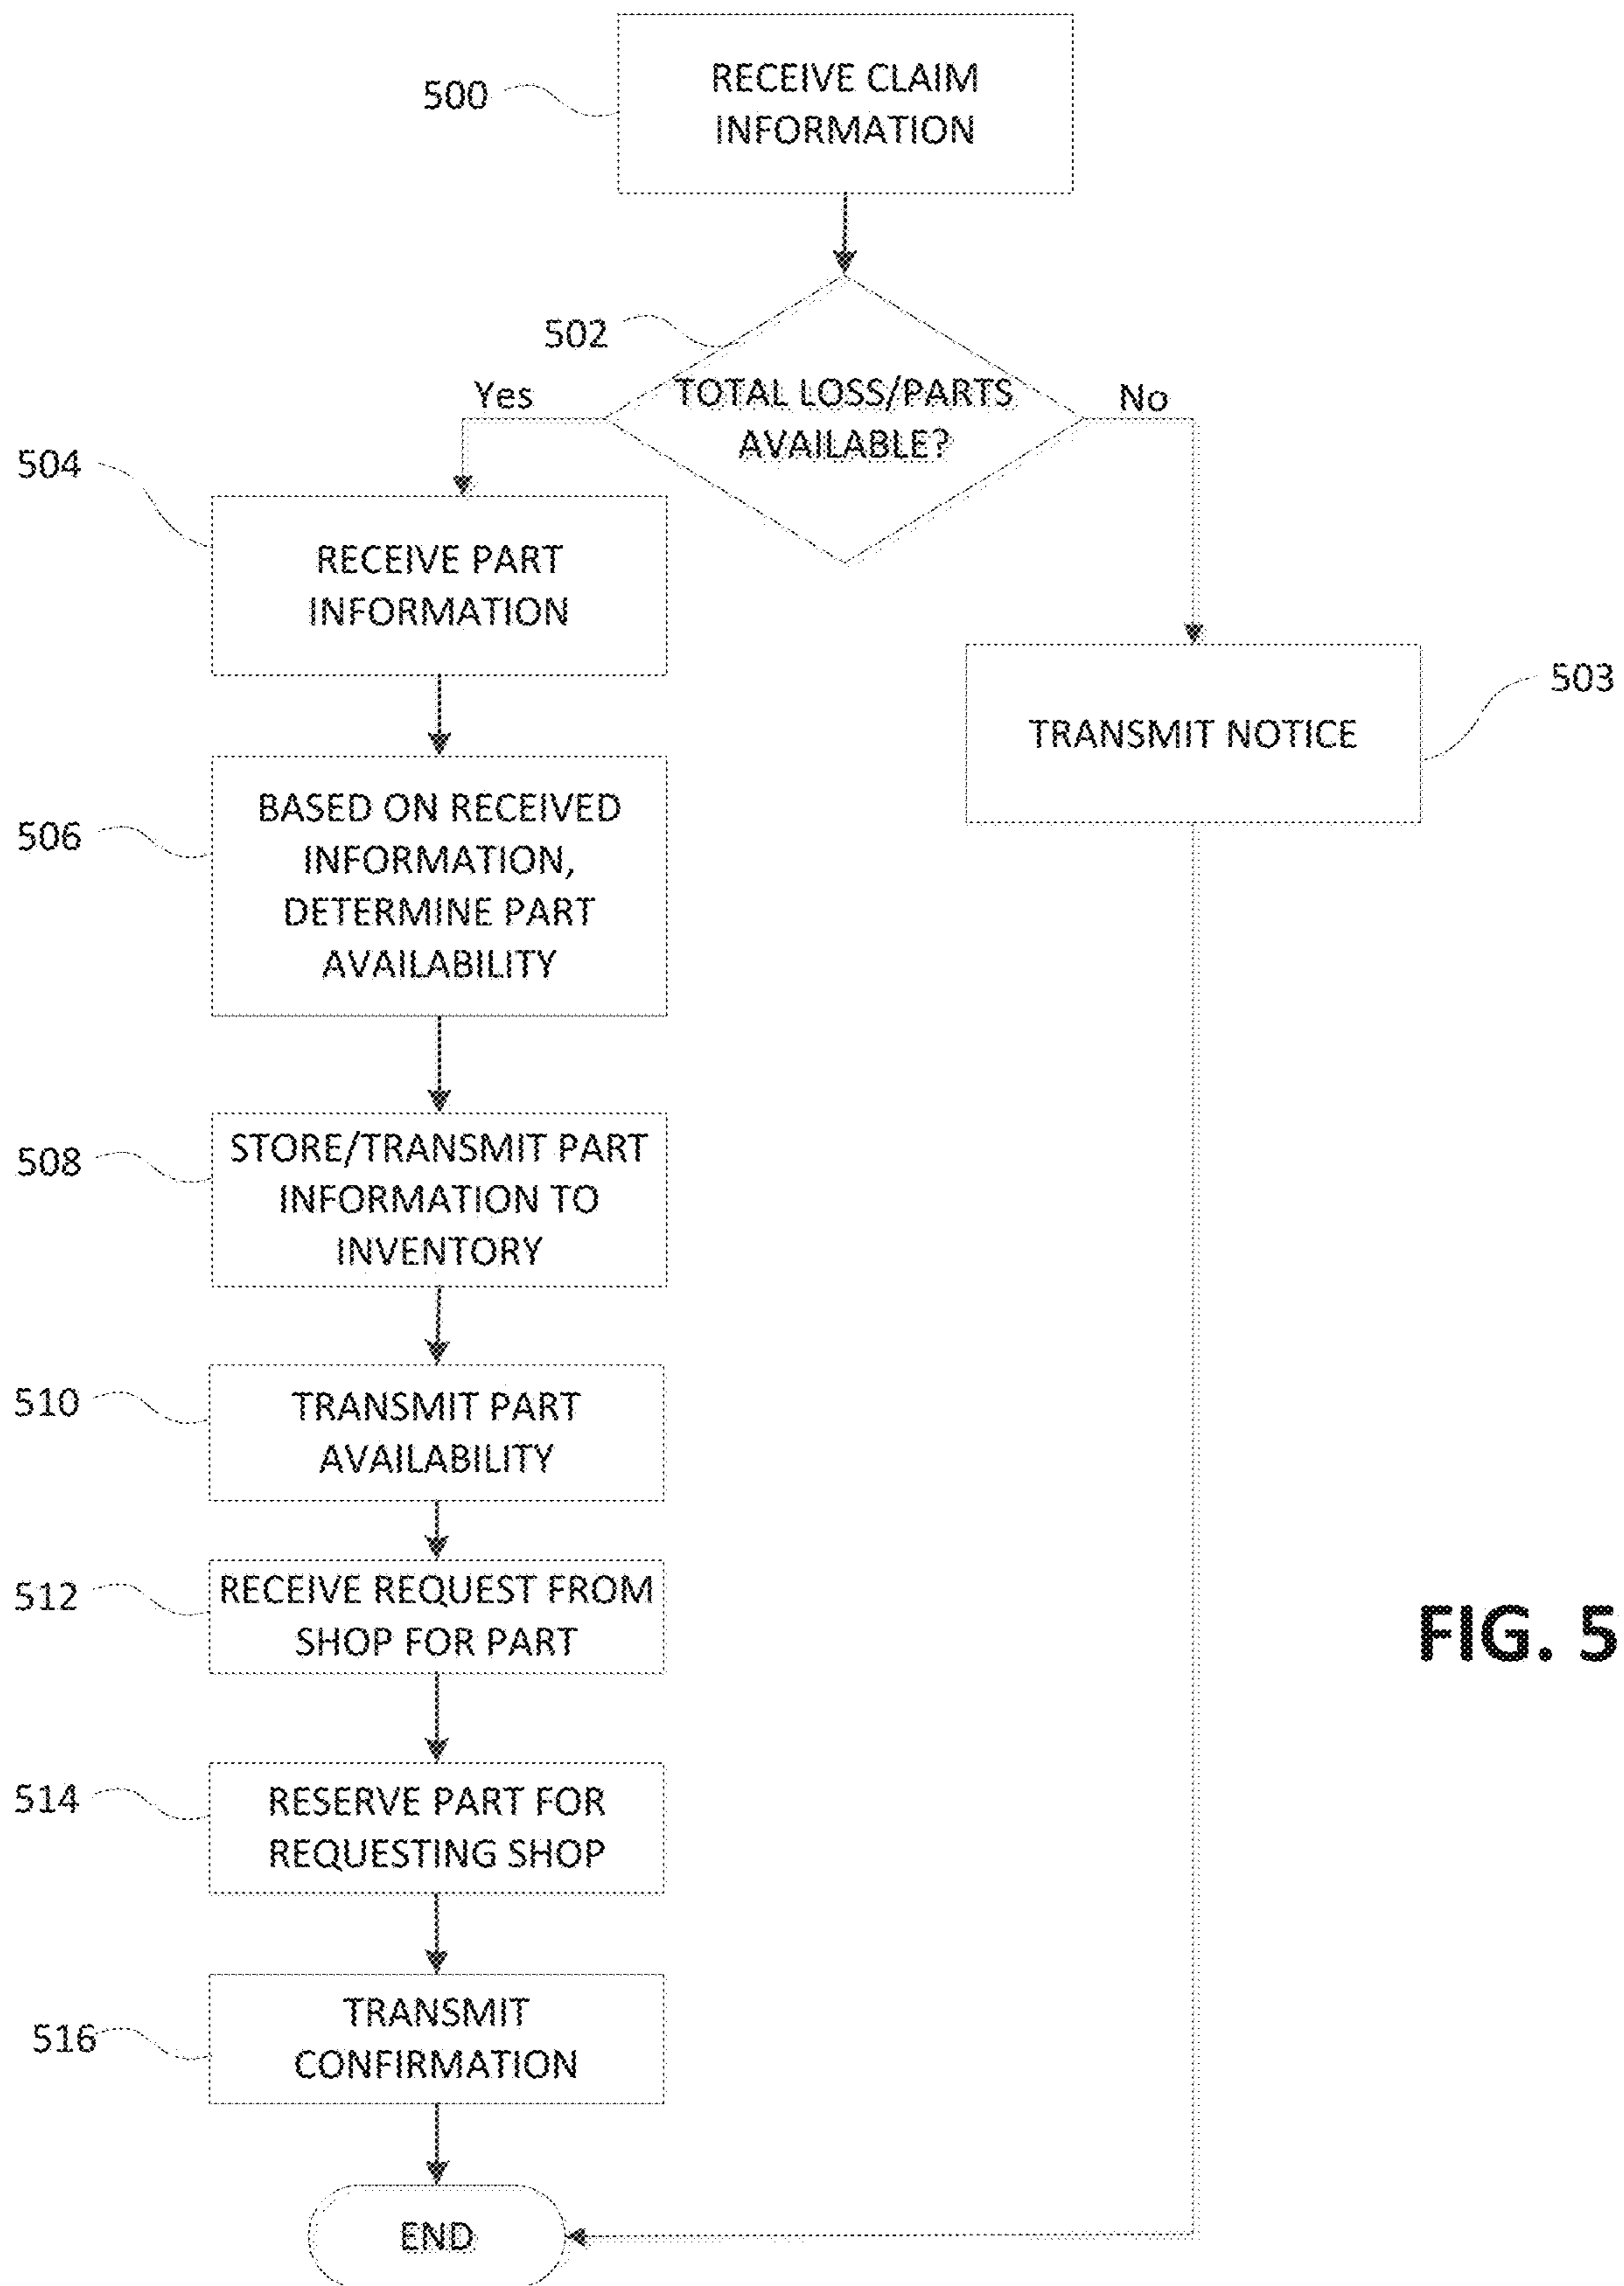 500
RECEIVE CLAIM
INFORMATION
502
TOTAL LOSS/PARTS
AVAILABLE?
Yes
No
504
RECEIVE PART
INFORMATION
503
TRANSMIT NOTICE
506
BASED ON RECEIVED
INFORMATION,
DETERMINE PART
AVAILABILITY
508
STORE/TRANSMIT PART
INFORMATION TO
INVENTORY
510
TRANSMIT PART
AVAILABILITY
512
RECEIVE REQUEST FROM
SHOP FOR PART
FIG. 5
514
RESERVE PART FOR
REQUESTING SHOP
516
TRANSMIT
CONFIRMATION
END